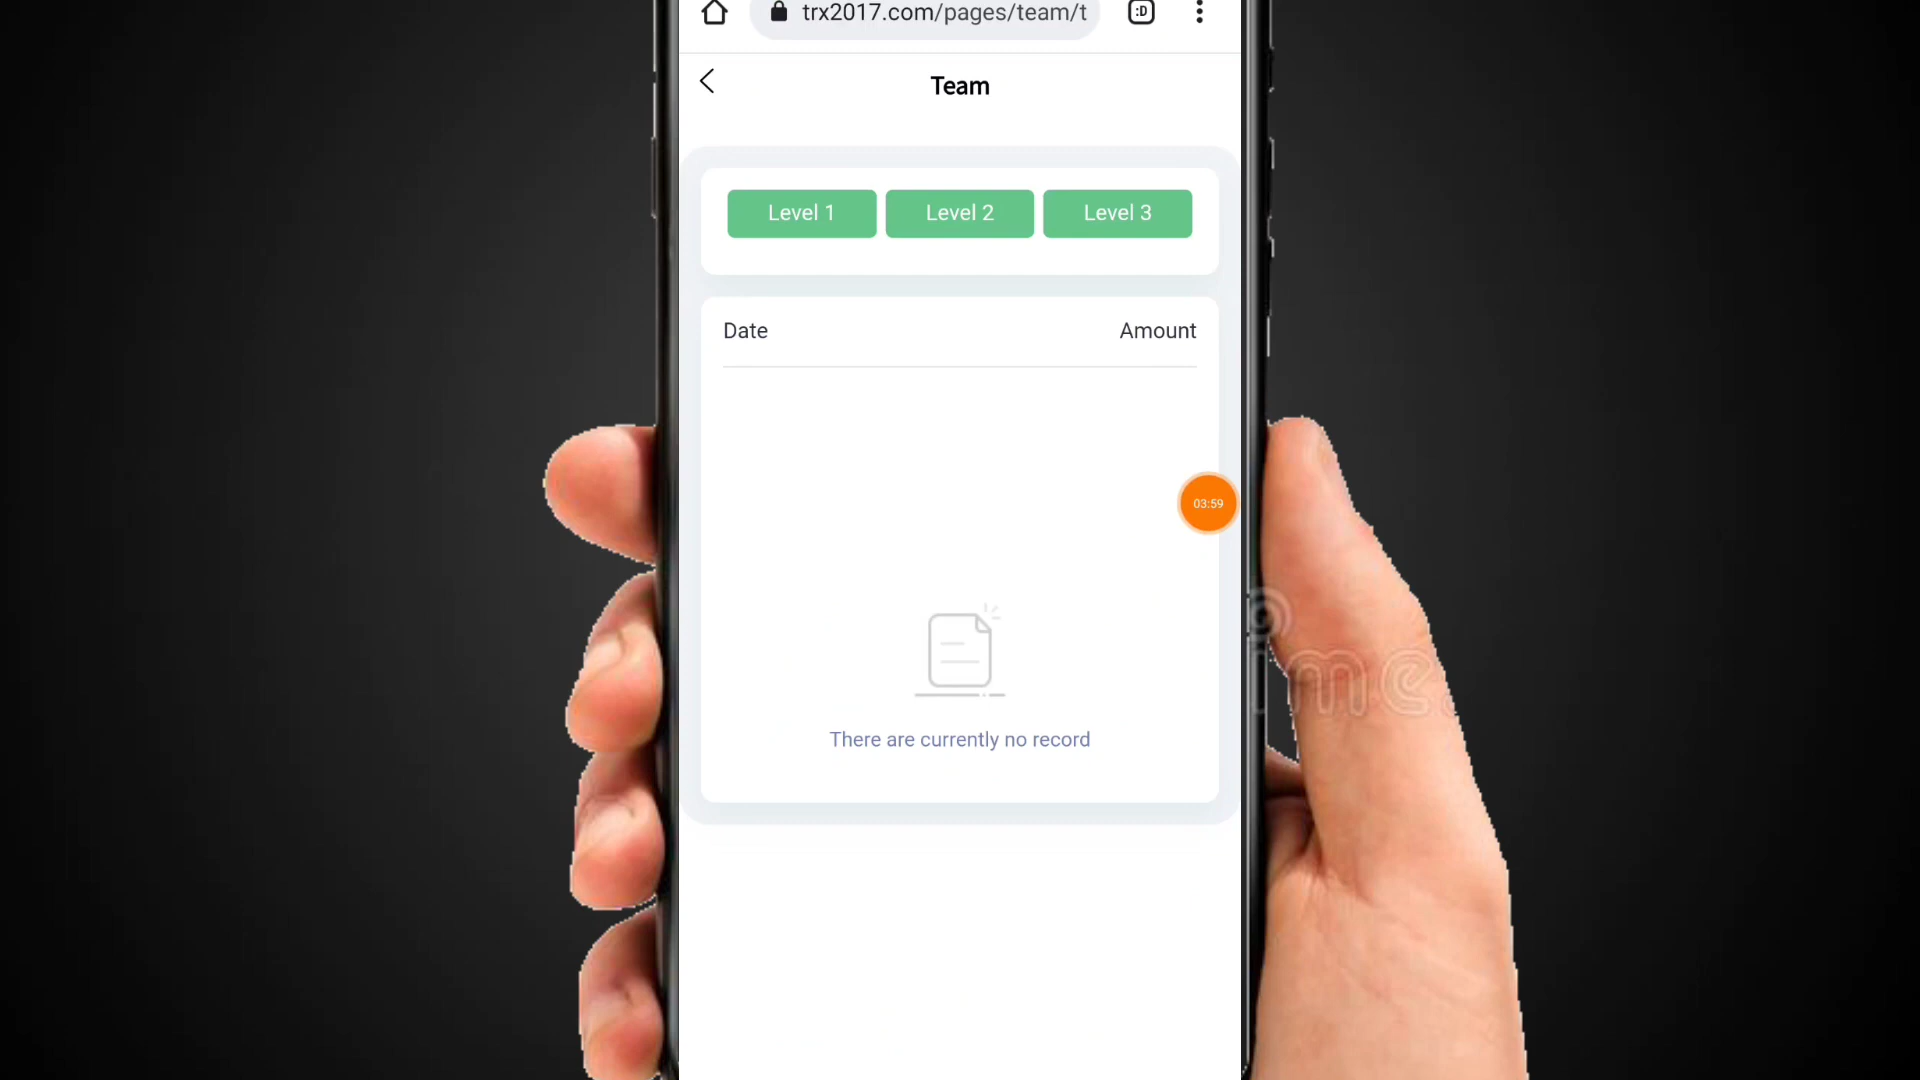 trx2017.com/pages/team/t
:D
Team
Level 1 Level 2 Level 3
Date Amount
03:59
There are currently no record